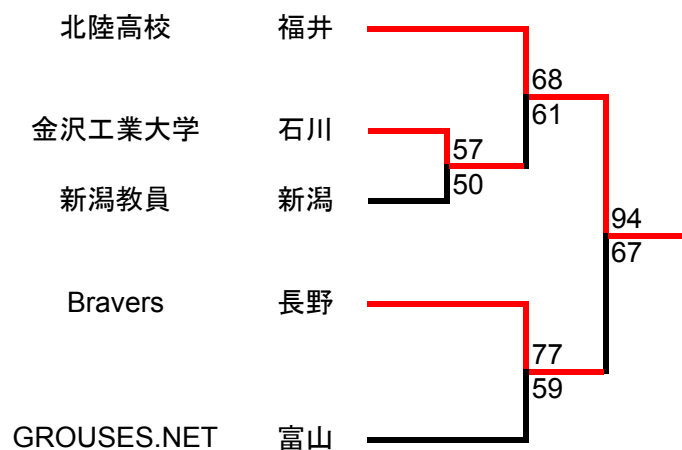 北陸高校 福井
68
61
金沢工業大学 石川
57
50
新潟教員 新潟
94
67
Bravers 長野
77
59
GROUSES.NET 富山